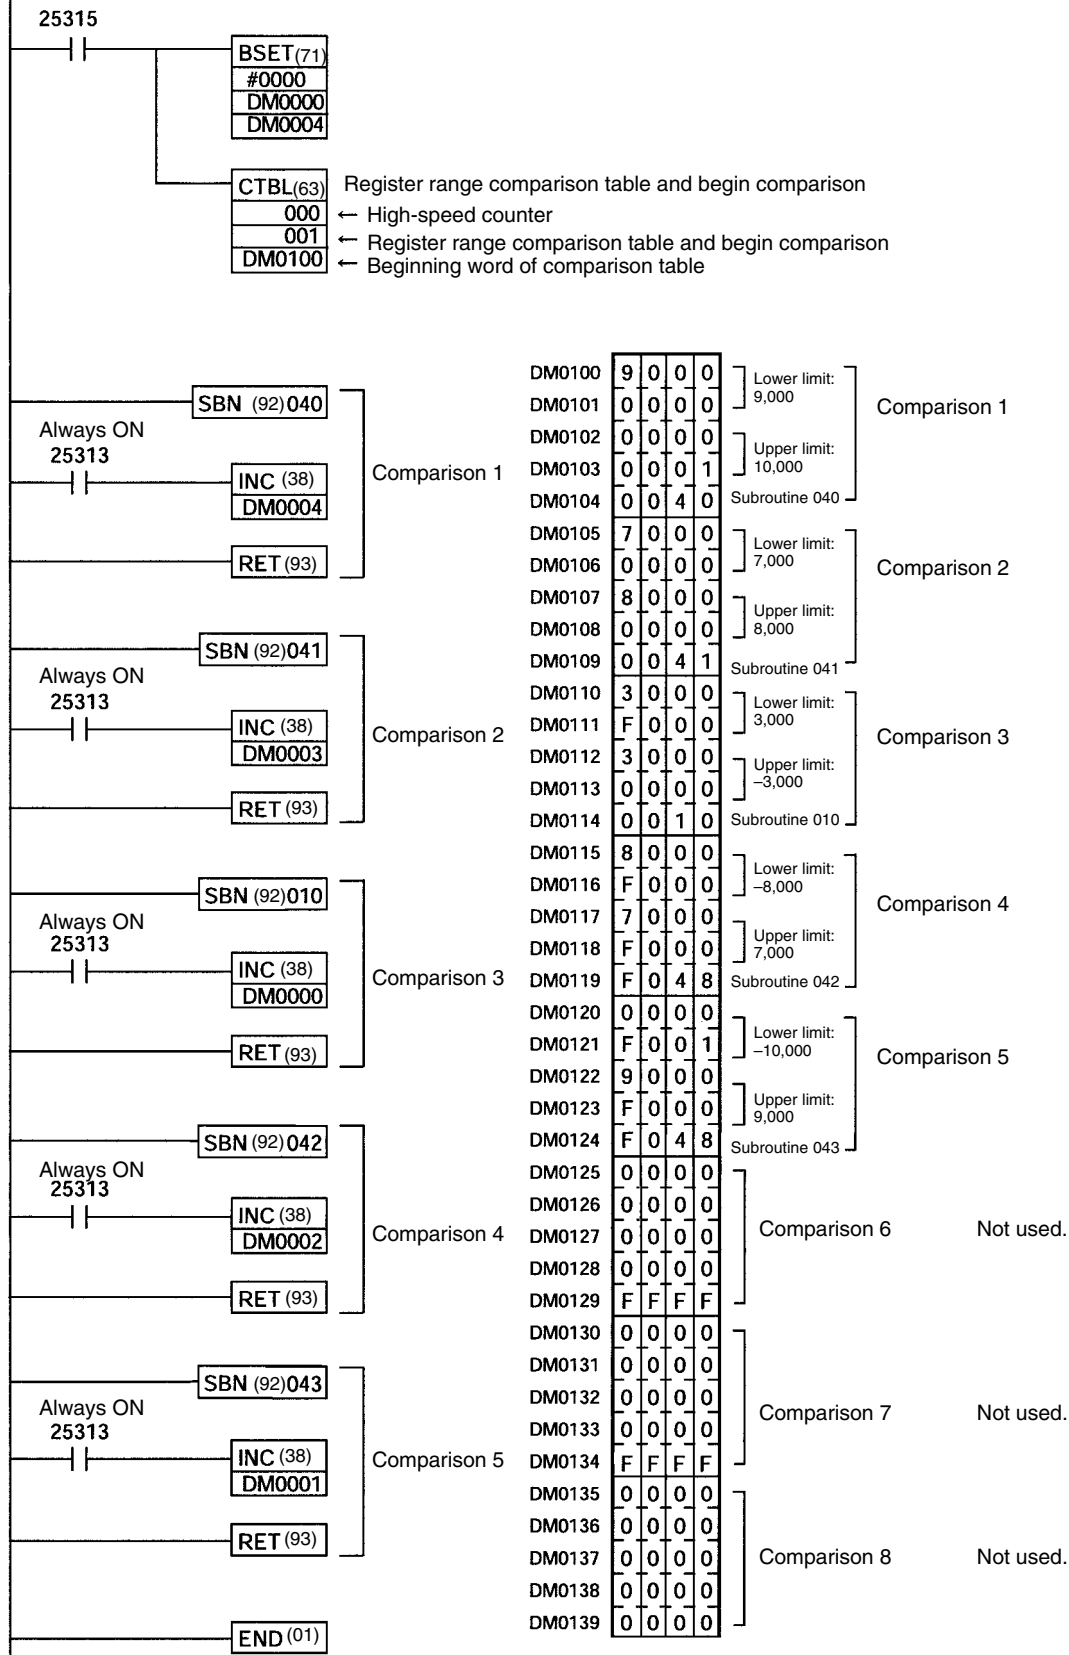 25315
BSET(71)
#0000
DM0000
DM0004
CTBL(63) Register range comparison table and begin comparison
000 ← High-speed counter
001 ← Register range comparison table and begin comparison
DM0100 ← Beginning word of comparison table
SBN (92)040
Always ON
25313
INC (38)
DM0004
RET (93)
Comparison 1
SBN (92)041
Always ON
25313
INC (38)
DM0003
RET (93)
Comparison 2
SBN (92)010
Always ON
25313
INC (38)
DM0000
RET (93)
Comparison 3
SBN (92)042
Always ON
25313
INC (38)
DM0002
RET (93)
Comparison 4
SBN (92)043
Always ON
25313
INC (38)
DM0001
RET (93)
Comparison 5
END (01)
DM0100 9 0 0 0
DM0101 0 0 0 0
Lower limit:
9,000
DM0102 0 0 0 0
DM0103 0 0 0 1
Upper limit:
10,000
DM0104 0 0 4 0 Subroutine 040
Comparison 1
DM0105 7 0 0 0
DM0106 0 0 0 0
Lower limit:
7,000
DM0107 8 0 0 0
DM0108 0 0 0 0
Upper limit:
8,000
DM0109 0 0 4 1 Subroutine 041
Comparison 2
DM0110 3 0 0 0
DM0111 F 0 0 0
Lower limit:
3,000
DM0112 3 0 0 0
DM0113 0 0 0 0
Upper limit:
–3,000
DM0114 0 0 1 0 Subroutine 010
Comparison 3
DM0115 8 0 0 0
DM0116 F 0 0 0
Lower limit:
–8,000
DM0117 7 0 0 0
DM0118 F 0 0 0
Upper limit:
7,000
DM0119 F 0 4 8 Subroutine 042
Comparison 4
DM0120 0 0 0 0
DM0121 F 0 0 1
Lower limit:
–10,000
DM0122 9 0 0 0
DM0123 F 0 0 0
Upper limit:
9,000
DM0124 F 0 4 8 Subroutine 043
Comparison 5
DM0125 0 0 0 0
DM0126 0 0 0 0
DM0127 0 0 0 0
DM0128 0 0 0 0
DM0129 F F F F
Comparison 6 Not used.
DM0130 0 0 0 0
DM0131 0 0 0 0
DM0132 0 0 0 0
DM0133 0 0 0 0
DM0134 F F F F
Comparison 7 Not used.
DM0135 0 0 0 0
DM0136 0 0 0 0
DM0137 0 0 0 0
DM0138 0 0 0 0
DM0139 0 0 0 0
Comparison 8 Not used.